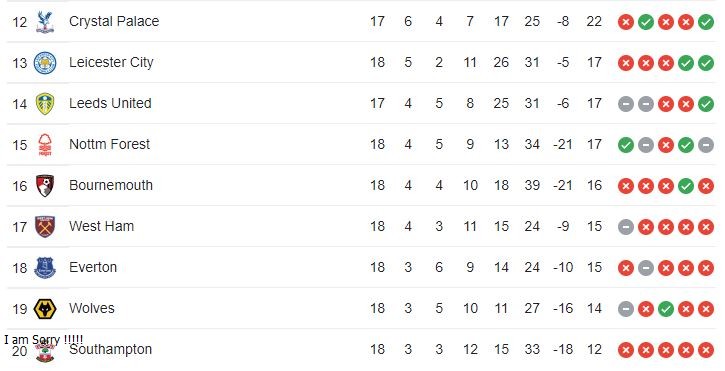 12 Crystal Palace 17 6 4 7 17 25 -8 22
13 Leicester City 18 5 2 11 26 31 -5 17
14 Leeds United 17 4 5 8 25 31 -6 17
15 Nottm Forest 18 4 5 9 13 34 -21 17
16 Bournemouth 18 4 4 10 18 39 -21 16
17 West Ham 18 4 3 11 15 24 -9 15
18 Everton 18 3 6 9 14 24 -10 15
19 Wolves 18 3 5 10 11 27 -16 14
I am Sorry !!!!!
20 Southampton 18 3 3 12 15 33 -18 12